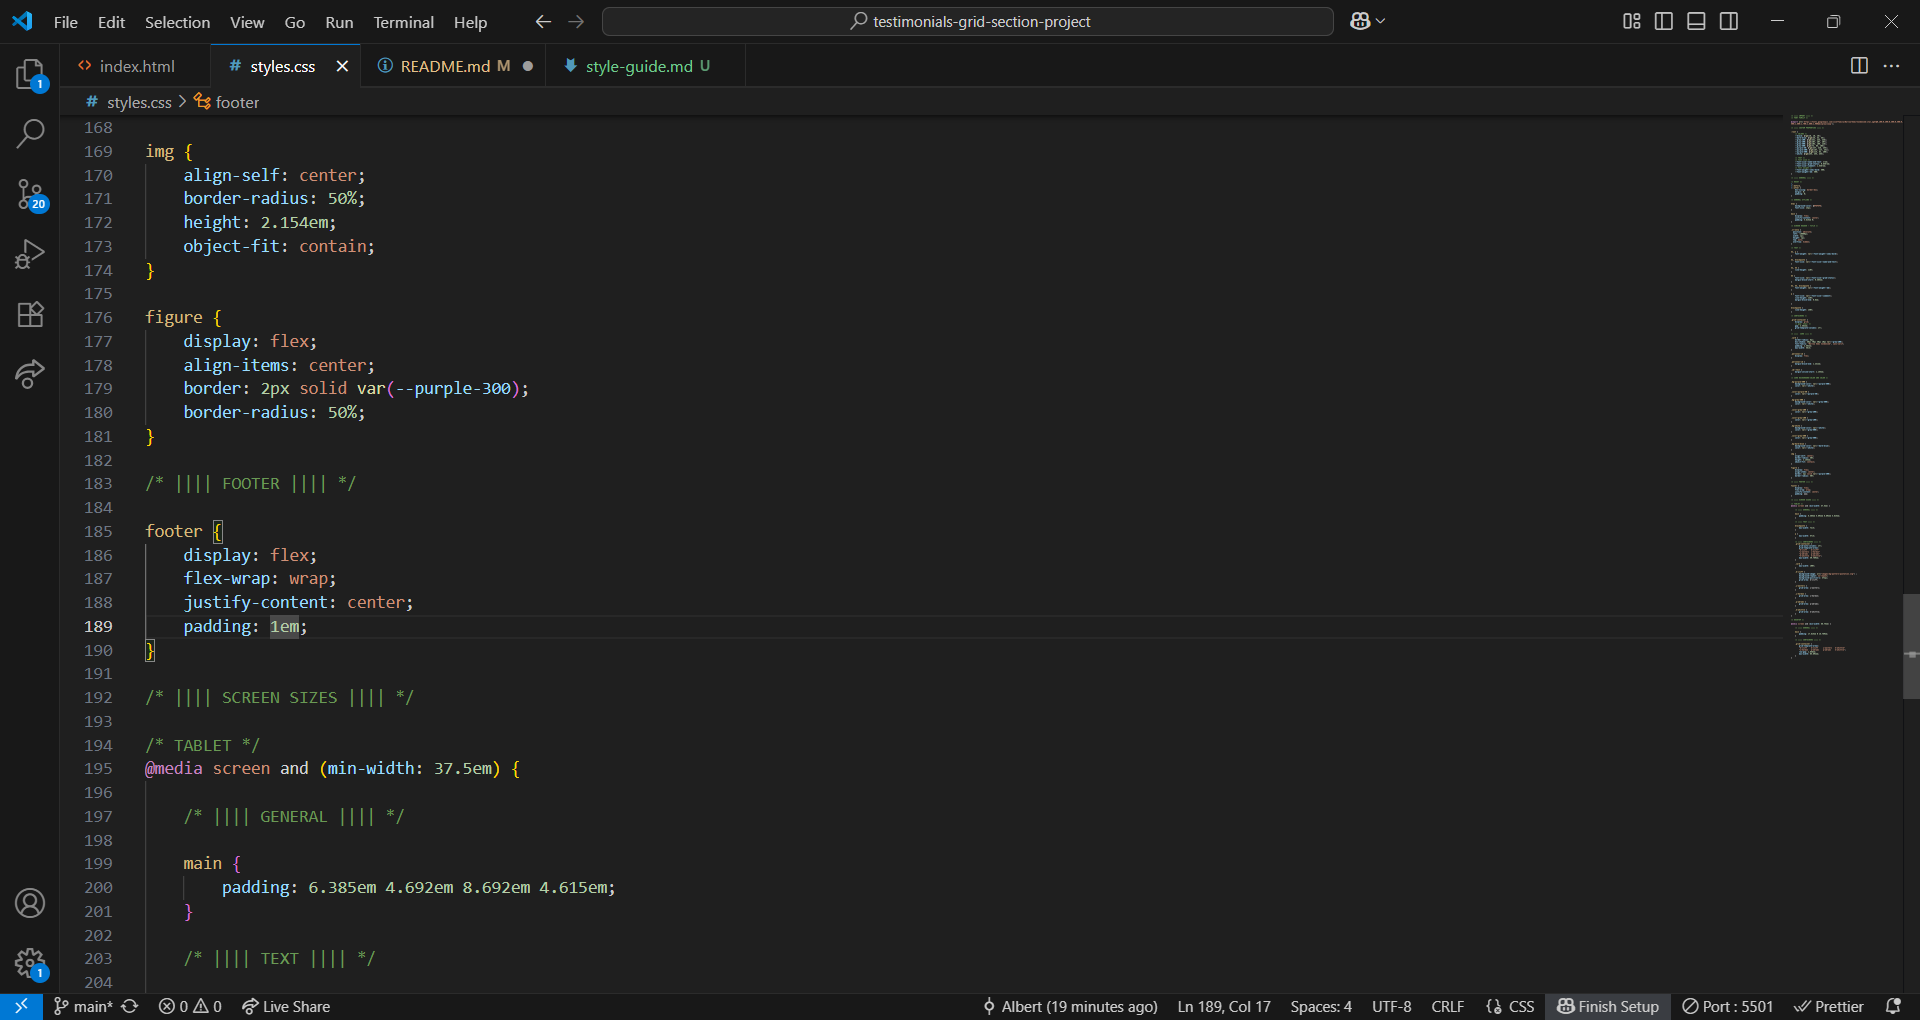 File Edit Selection View Go Run Terminal Help testimonials-grid-section-project
index.html # styles.css README.md M style-guide.md U
# styles.css > footer
168
169 img {
170 align-self: center;
171 border-radius: 50%;
172 height: 2.154em;
173 object-fit: contain;
174 }
175
176 figure {
177 display: flex;
178 align-items: center;
179 border: 2px solid var(--purple-300);
180 border-radius: 50%;
181 }
182
183 /* |||| FOOTER |||| */
184
185 footer {
186 display: flex;
187 flex-wrap: wrap;
188 justify-content: center;
189 padding: 1em;
190 }
191
192 /* |||| SCREEN SIZES |||| */
193
194 /* TABLET */
195 @media screen and (min-width: 37.5em) {
196
197 /* |||| GENERAL |||| */
198
199 main {
200 padding: 6.385em 4.692em 8.692em 4.615em;
201 }
202
203 /* |||| TEXT |||| */
204
1
20
1
main* 0 0 Live Share Albert (19 minutes ago) Ln 189, Col 17 Spaces: 4 UTF-8 CRLF {} CSS Finish Setup Port : 5501 Prettier